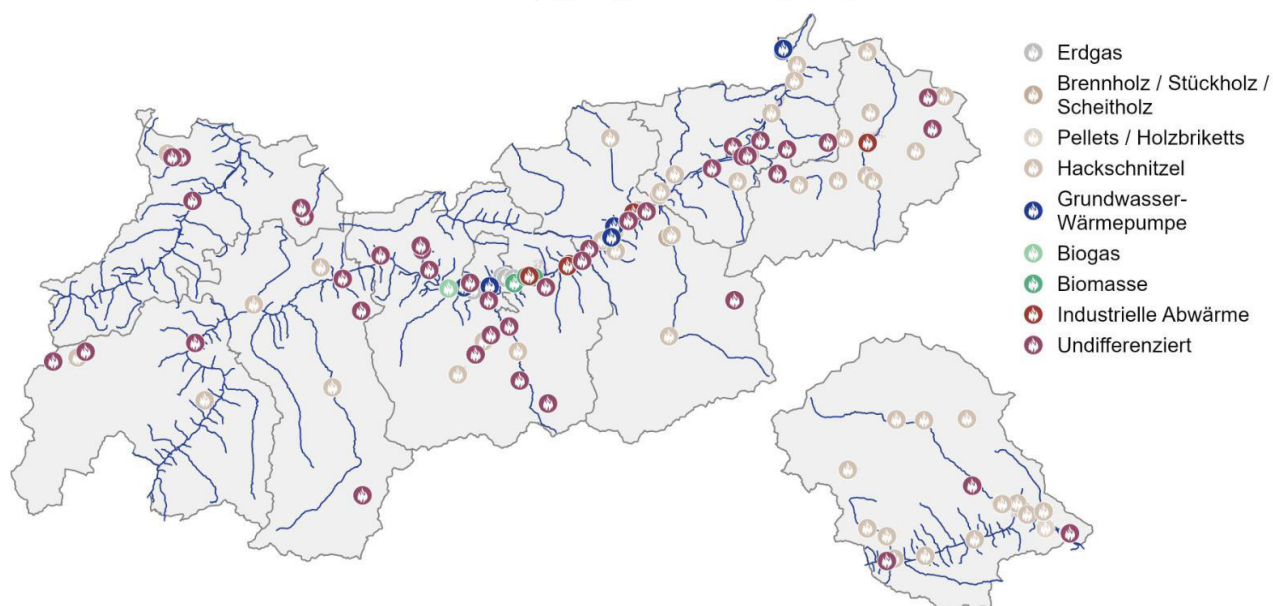 Erdgas
Brennholz / Stückholz /
Scheitholz
Pellets / Holzbriketts
Hackschnitzel
Grundwasser-
Wärmepumpe
Biogas
Biomasse
Industrielle Abwärme
Undifferenziert